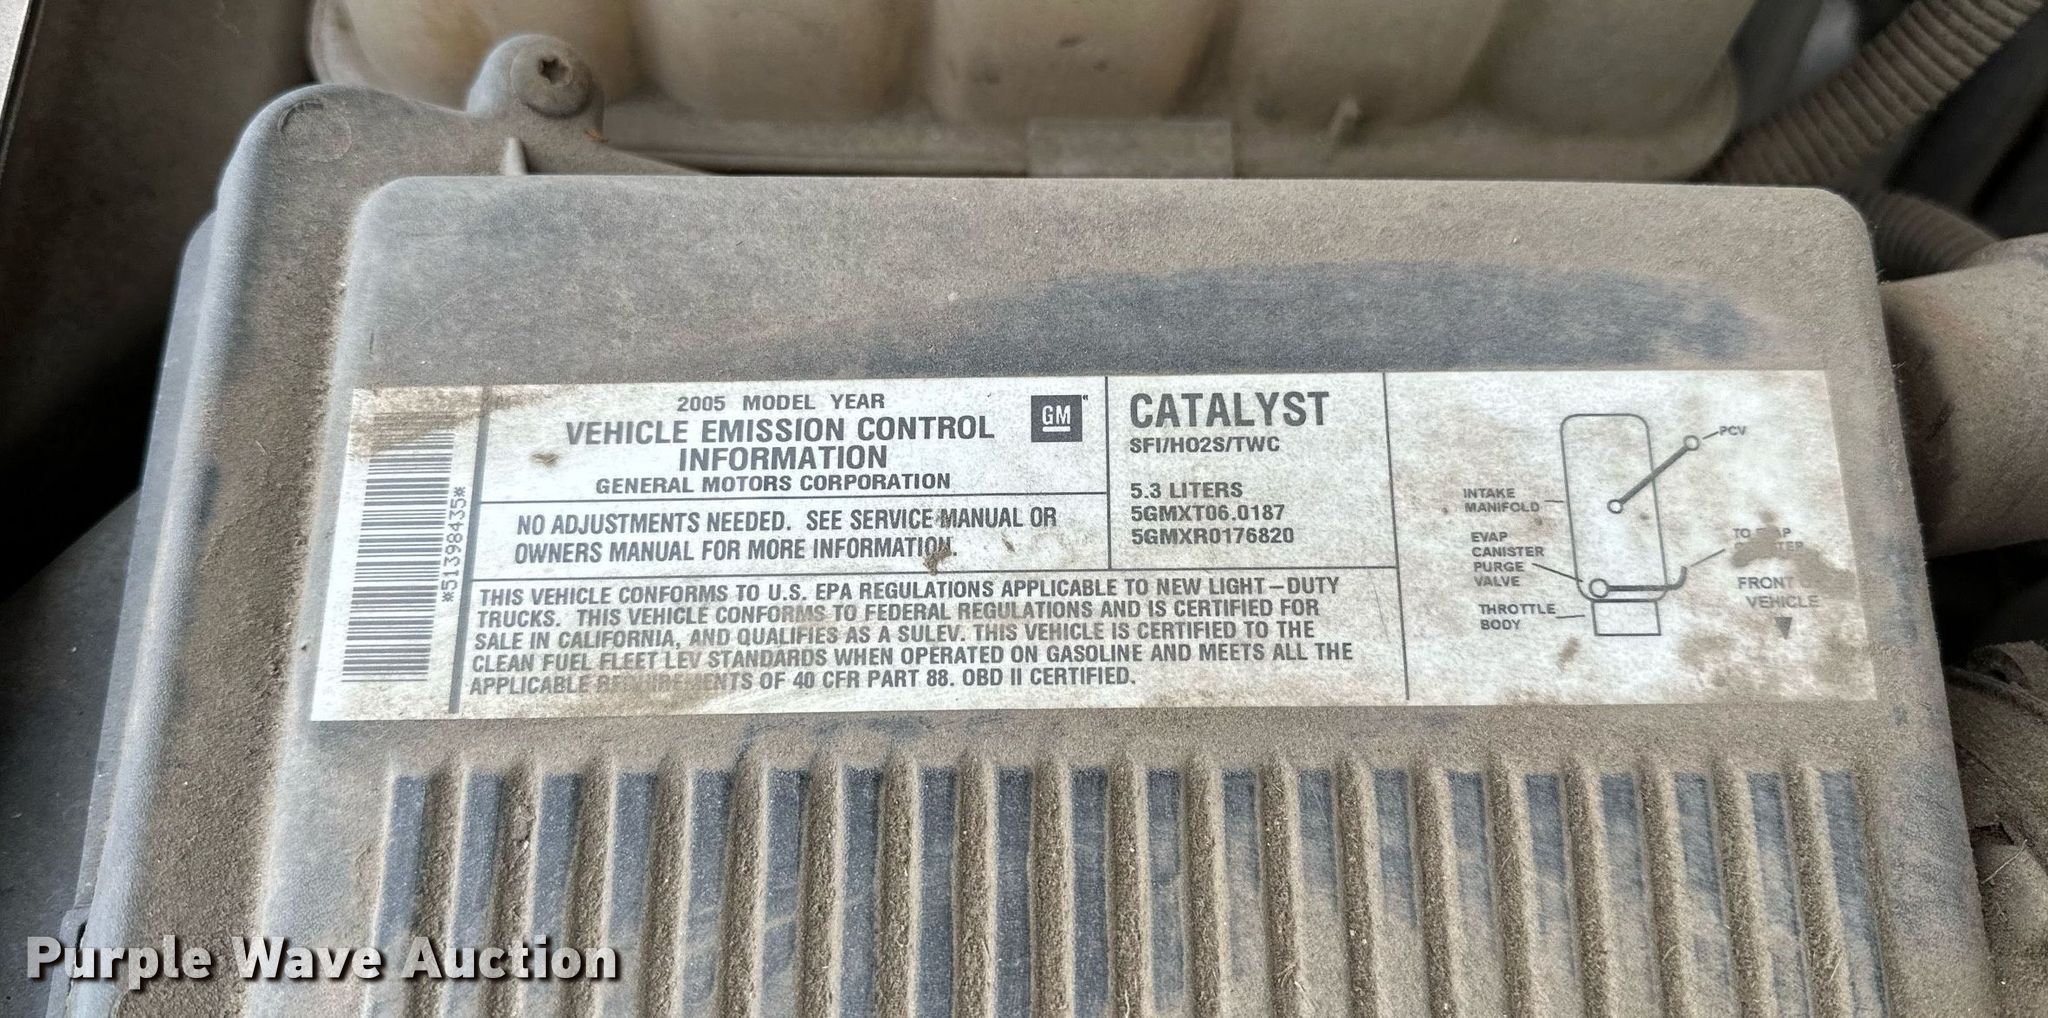 2005 MODEL YEAR
VEHICLE EMISSION CONTROL
INFORMATION
GENERAL MOTORS CORPORATION
GM
NO ADJUSTMENTS NEEDED. SEE SERVICE MANUAL OR
OWNERS MANUAL FOR MORE INFORMATION.
CATALYST
SFI/HO2S/TWC
5.3 LITERS
5GMXT06.0187
5GMXR0176820
THIS VEHICLE CONFORMS TO U.S. EPA REGULATIONS APPLICABLE TO NEW LIGHT-DUTY
TRUCKS. THIS VEHICLE CONFORMS TO FEDERAL REGULATIONS AND IS CERTIFIED FOR
SALE IN CALIFORNIA, AND QUALIFIES AS A SULEV. THIS VEHICLE IS CERTIFIED TO THE
CLEAN FUEL FLEET LEV STANDARDS WHEN OPERATED ON GASOLINE AND MEETS ALL THE
APPLICABLE REQUIREMENTS OF 40 CFR PART 88. OBD II CERTIFIED.
*51398435*
PCV
INTAKE
MANIFOLD
EVAP
CANISTER
PURGE
VALVE
THROTTLE
BODY
TO
FRONT
VEHICLE
Purple Wave Auction